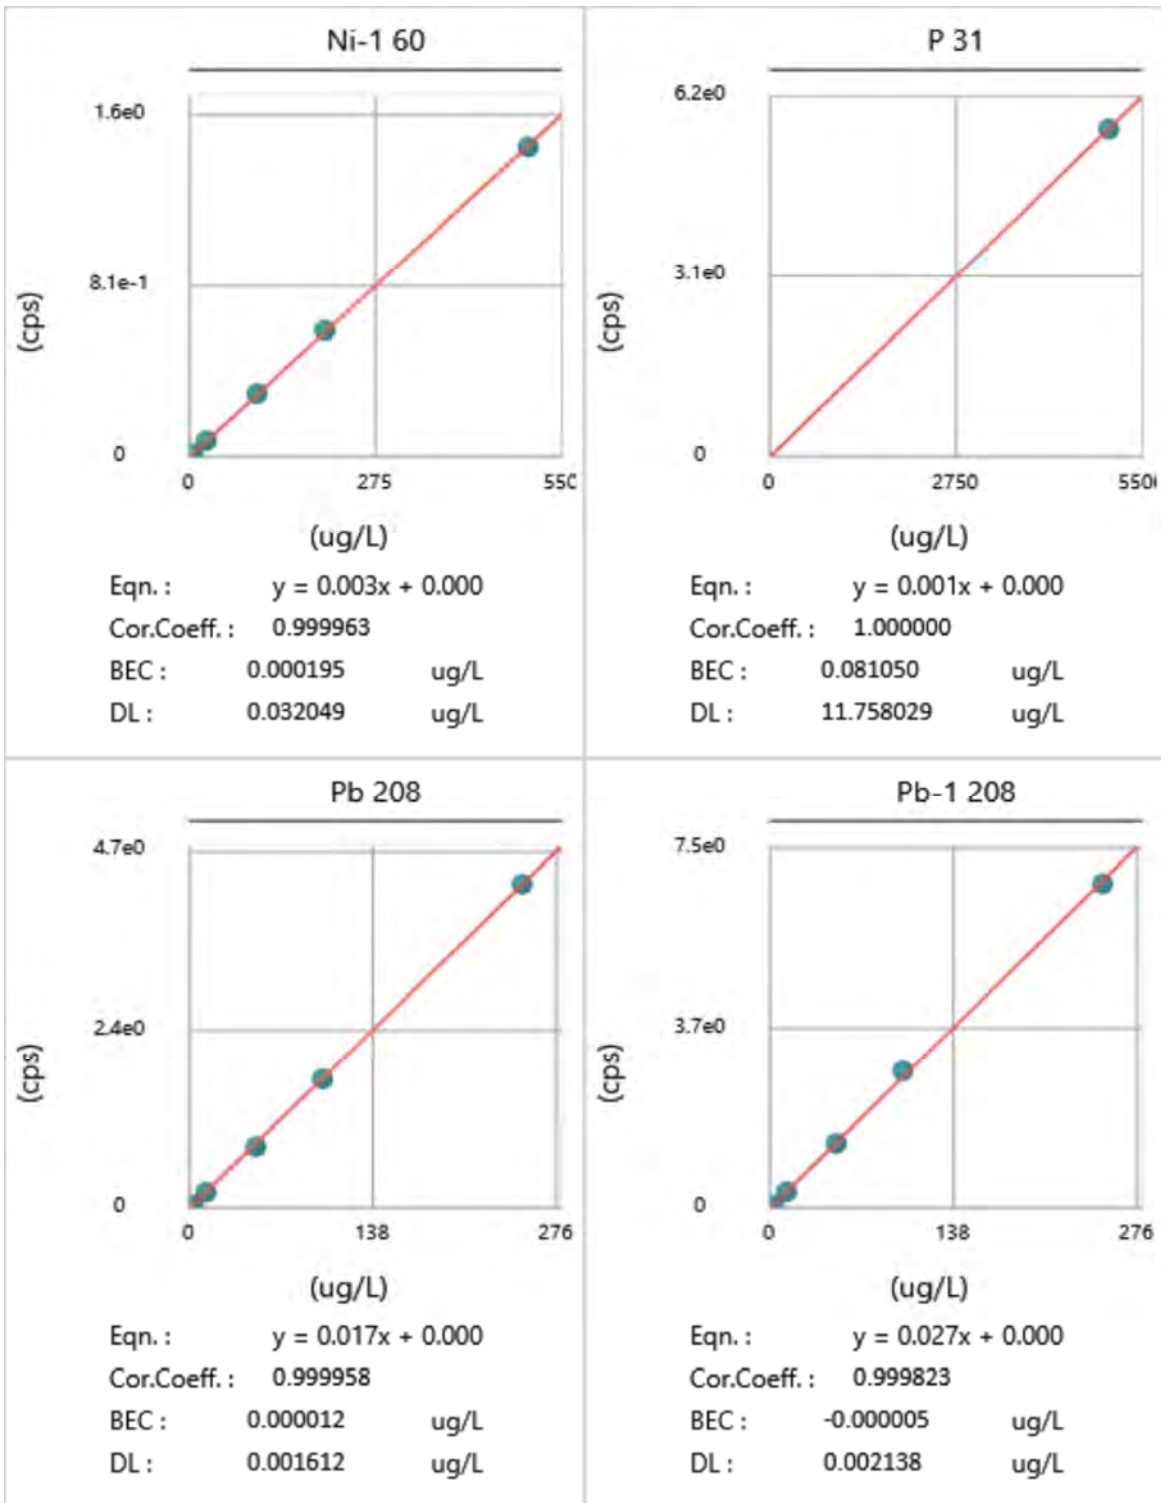 Ni-1 60
1.6e0
8.1e-1
0
(cps)
0 275 550
(ug/L)
Eqn. : y = 0.003x + 0.000
Cor.Coeff. : 0.999963
BEC : 0.000195 ug/L
DL : 0.032049 ug/L
P 31
6.2e0
3.1e0
0
(cps)
0 2750 550
(ug/L)
Eqn. : y = 0.001x + 0.000
Cor.Coeff. : 1.000000
BEC : 0.081050 ug/L
DL : 11.758029 ug/L
Pb 208
4.7e0
2.4e0
0
(cps)
0 138 276
(ug/L)
Eqn. : y = 0.017x + 0.000
Cor.Coeff. : 0.999958
BEC : 0.000012 ug/L
DL : 0.001612 ug/L
Pb-1 208
7.5e0
3.7e0
0
(cps)
0 138 276
(ug/L)
Eqn. : y = 0.027x + 0.000
Cor.Coeff. : 0.999823
BEC : -0.000005 ug/L
DL : 0.002138 ug/L